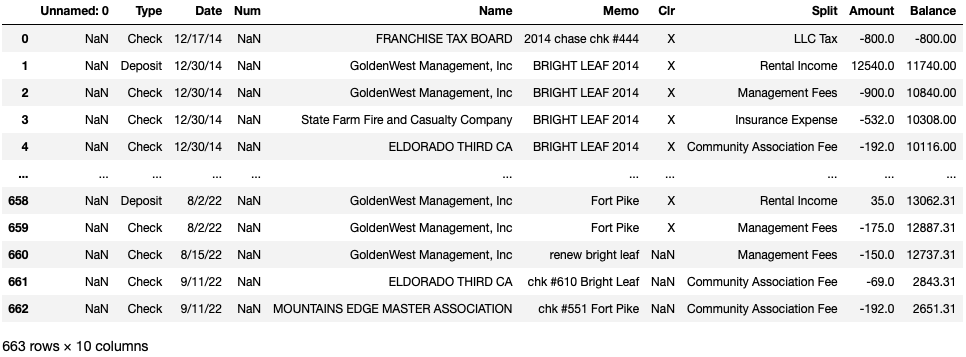 Unnamed: 0 Type Date Num Name Memo Clr Split Amount Balance
0 NaN Check 12/17/14 NaN FRANCHISE TAX BOARD 2014 chase chk #444 X LLC Tax -800.0 -800.00
1 NaN Deposit 12/30/14 NaN GoldenWest Management, Inc BRIGHT LEAF 2014 X Rental Income 12540.0 11740.00
2 NaN Check 12/30/14 NaN GoldenWest Management, Inc BRIGHT LEAF 2014 X Management Fees -900.0 10840.00
3 NaN Check 12/30/14 NaN State Farm Fire and Casualty Company BRIGHT LEAF 2014 X Insurance Expense -532.0 10308.00
4 NaN Check 12/30/14 NaN ELDORADO THIRD CA BRIGHT LEAF 2014 X Community Association Fee -192.0 10116.00
... ... ... ... ... ... ... ... ... ... ...
658 NaN Deposit 8/2/22 NaN GoldenWest Management, Inc Fort Pike X Rental Income 35.0 13062.31
659 NaN Check 8/2/22 NaN GoldenWest Management, Inc Fort Pike X Management Fees -175.0 12887.31
660 NaN Check 8/15/22 NaN GoldenWest Management, Inc renew bright leaf NaN Management Fees -150.0 12737.31
661 NaN Check 9/11/22 NaN ELDORADO THIRD CA chk #610 Bright Leaf NaN Community Association Fee -69.0 2843.31
662 NaN Check 9/11/22 NaN MOUNTAINS EDGE MASTER ASSOCIATION chk #551 Fort Pike NaN Community Association Fee -192.0 2651.31
663 rows × 10 columns